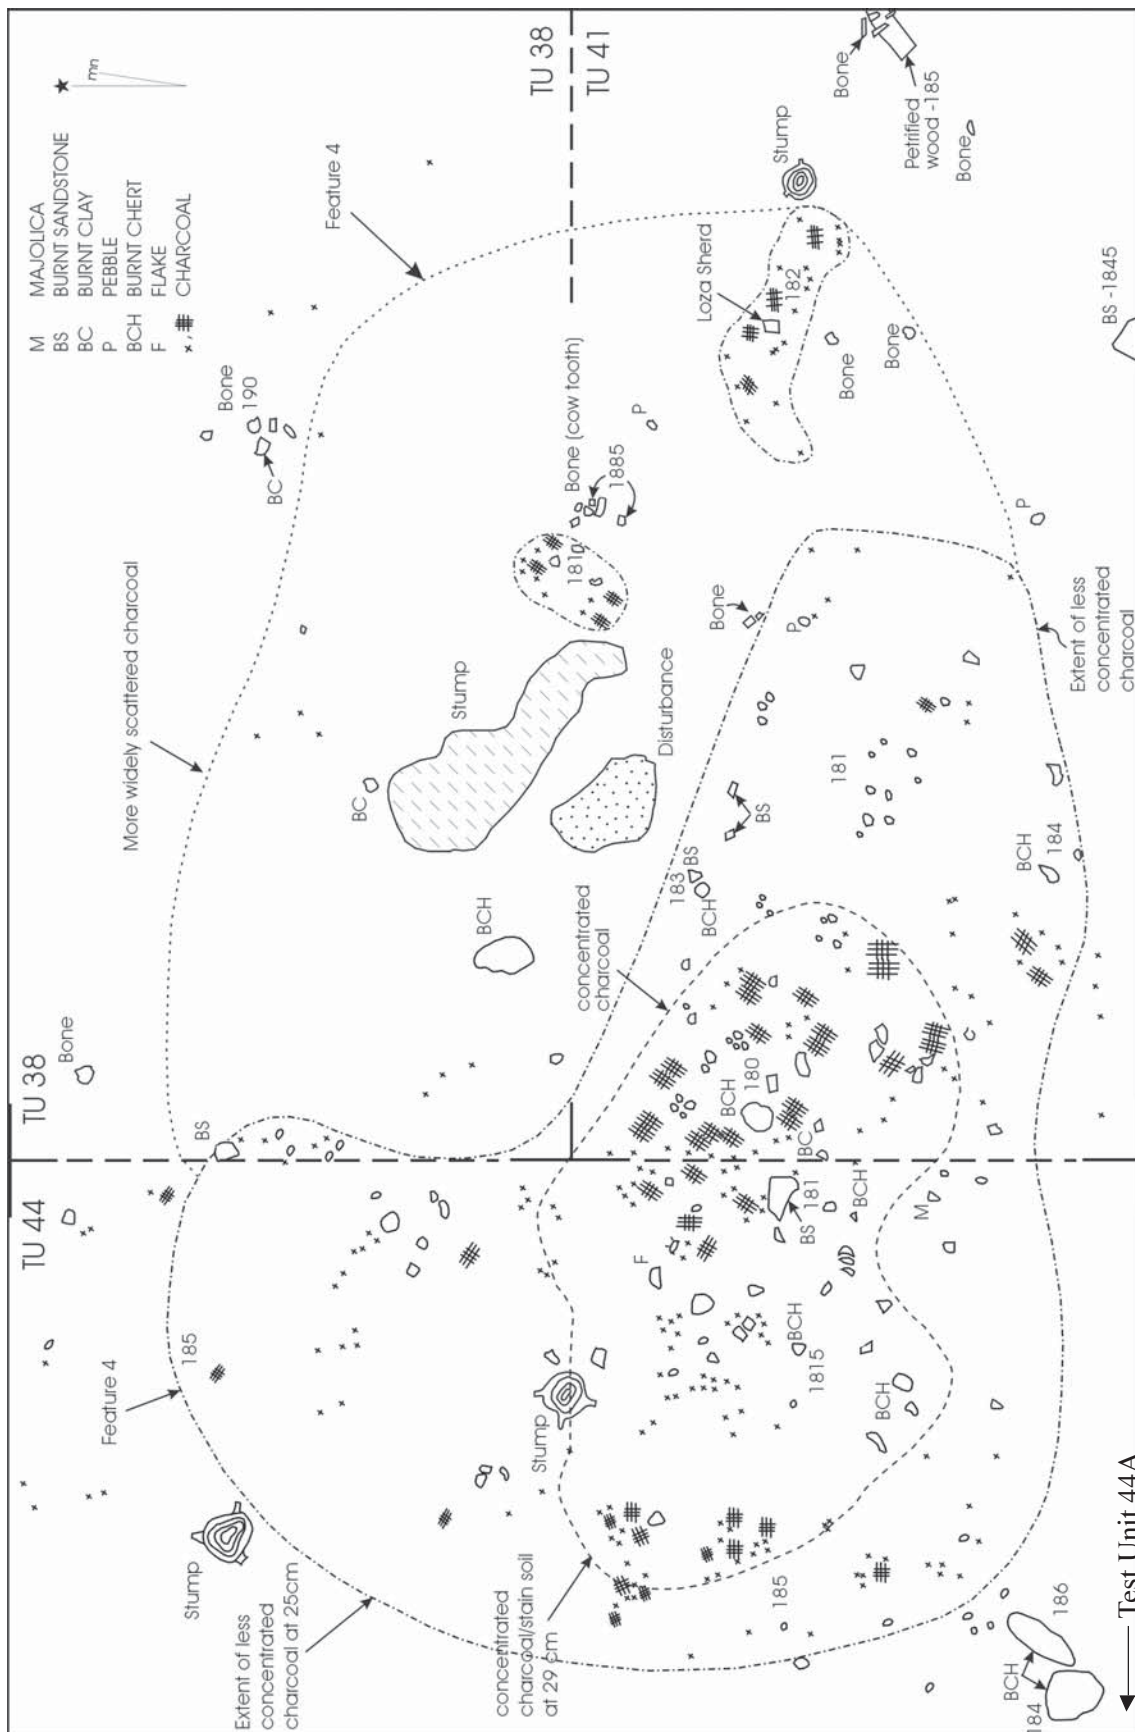 M MAJOLICA
BS BURNT SANDSTONE
BC BURNT CLAY
P PEBBLE
BCH BURNT CHERT
F FLAKE
x, # CHARCOAL
mn
TU 44
TU 38
TU 38
TU 41
Bone
More widely scattered charcoal
Bone
190
BC
Feature 4
BS
Feature 4
185
Stump
BC
Stump
BCH
Extent of less
concentrated
charcoal at 25cm
Stump
Disturbance
181
Bone (cow tooth)
1885
P
concentrated
charcoal
183
BS
BCH
BS
Bone
P
Loza Sherd
182
Stump
Bone
Bone
Bone
Petrified
wood -185
Bone
concentrated
charcoal/stain soil
at 29 cm
F
BCH
180
BC
BS
181
BCH
BCH
1815
M
BCH
185
181
BCH
184
P
Extent of less
concentrated
charcoal
BS -1845
186
BCH
184
Test Unit 44A